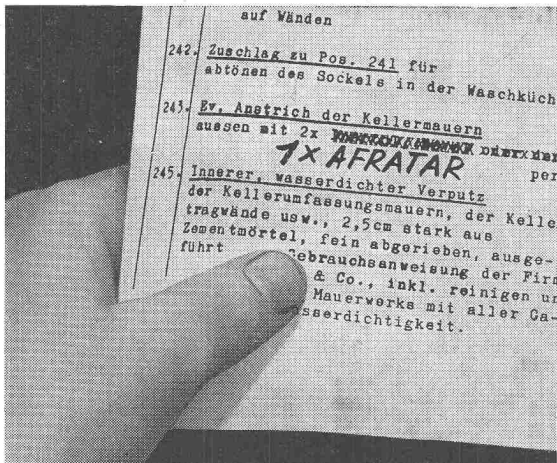 auf Wänden
242. Zuschlag zu Pos. 241 für
abtönen des Sockels in der Waschküch
243. Ev. Anstrich der Kellermauern
aussen mit 2x
1x AFRATAR per
245. Innerer, wasserdichter Verputz
der Kellerumfassungsmauern, der Kelle
tragwände usw., 2,5cm stark aus
Zementmörtel, fein abgerieben, ausge-
führt Gebrauchsanweisung der Firm
& Co., inkl. reinigen un
Mauerwerks mit aller Ga-
sserdichtigkeit.